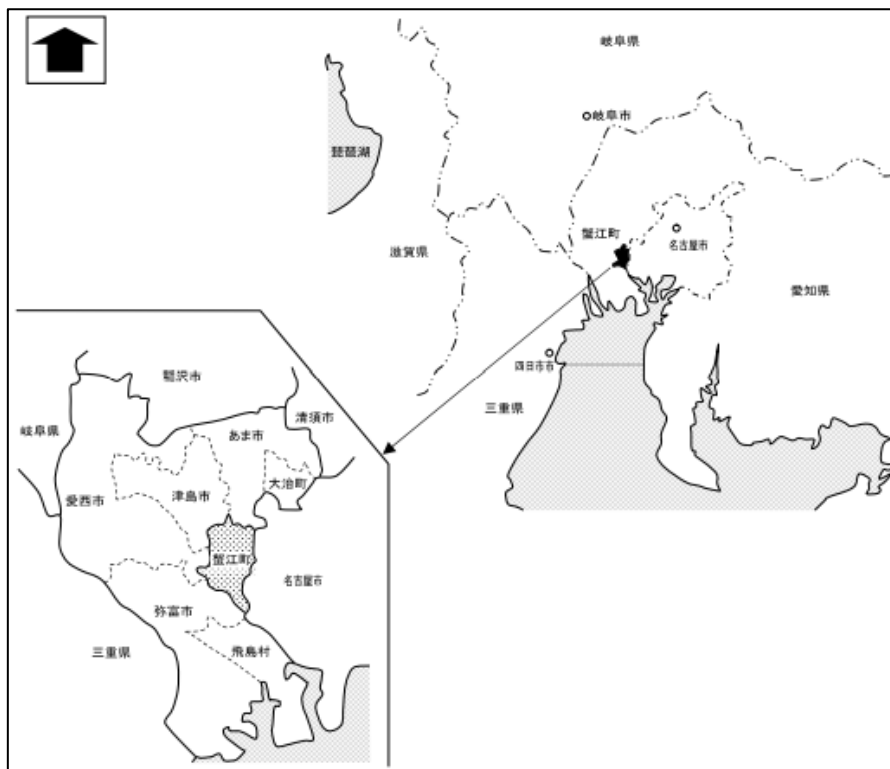 岐阜県
岐阜市
琵琶湖
滋賀県
蟹江町
名古屋市
愛知県
四日市市
三重県
稲沢市
清須市
岐阜県
あま市
大治町
愛西市
津島市
蟹江町
名古屋市
弥富市
三重県
飛島村